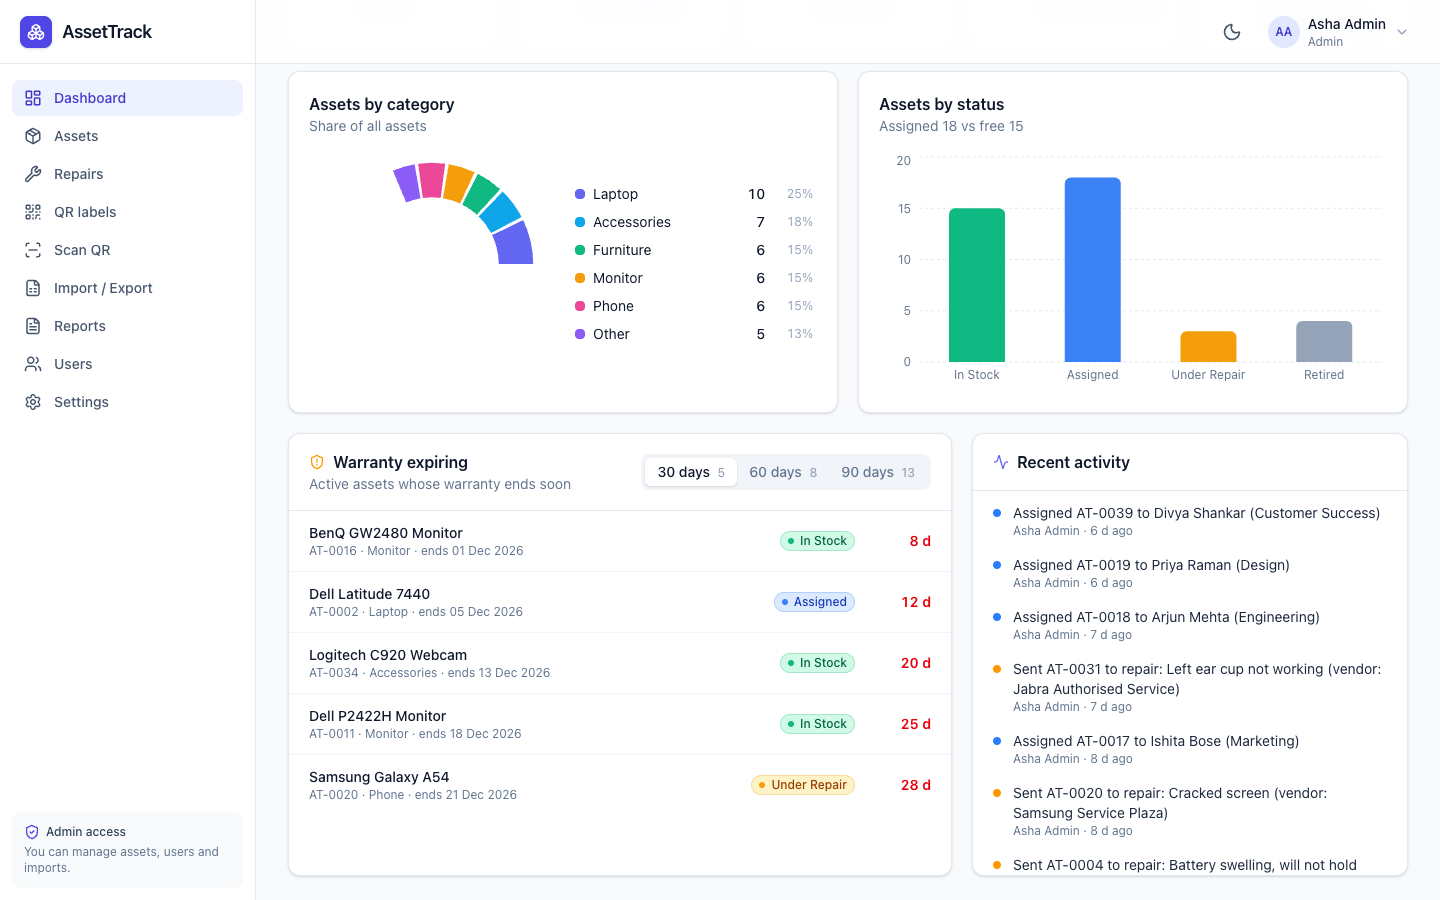 AssetTrack
AA
Asha Admin
Admin
Dashboard
Assets
Repairs
QR labels
Scan QR
Import / Export
Reports
Users
Settings
Admin access
You can manage assets, users and
imports.
Assets by category
Share of all assets
Laptop 10 25%
Accessories 7 18%
Furniture 6 15%
Monitor 6 15%
Phone 6 15%
Other 5 13%
Assets by status
Assigned 18 vs free 15
20
15
10
5
0
In Stock Assigned Under Repair Retired
Warranty expiring
Active assets whose warranty ends soon
30 days 5 60 days 8 90 days 13
BenQ GW2480 Monitor
AT-0016 · Monitor · ends 01 Dec 2026
In Stock 8 d
Dell Latitude 7440
AT-0002 · Laptop · ends 05 Dec 2026
Assigned 12 d
Logitech C920 Webcam
AT-0034 · Accessories · ends 13 Dec 2026
In Stock 20 d
Dell P2422H Monitor
AT-0011 · Monitor · ends 18 Dec 2026
In Stock 25 d
Samsung Galaxy A54
AT-0020 · Phone · ends 21 Dec 2026
Under Repair 28 d
Recent activity
Assigned AT-0039 to Divya Shankar (Customer Success)
Asha Admin · 6 d ago
Assigned AT-0019 to Priya Raman (Design)
Asha Admin · 6 d ago
Assigned AT-0018 to Arjun Mehta (Engineering)
Asha Admin · 7 d ago
Sent AT-0031 to repair: Left ear cup not working (vendor:
Jabra Authorised Service)
Asha Admin · 7 d ago
Assigned AT-0017 to Ishita Bose (Marketing)
Asha Admin · 8 d ago
Sent AT-0020 to repair: Cracked screen (vendor:
Samsung Service Plaza)
Asha Admin · 8 d ago
Sent AT-0004 to repair: Battery swelling, will not hold